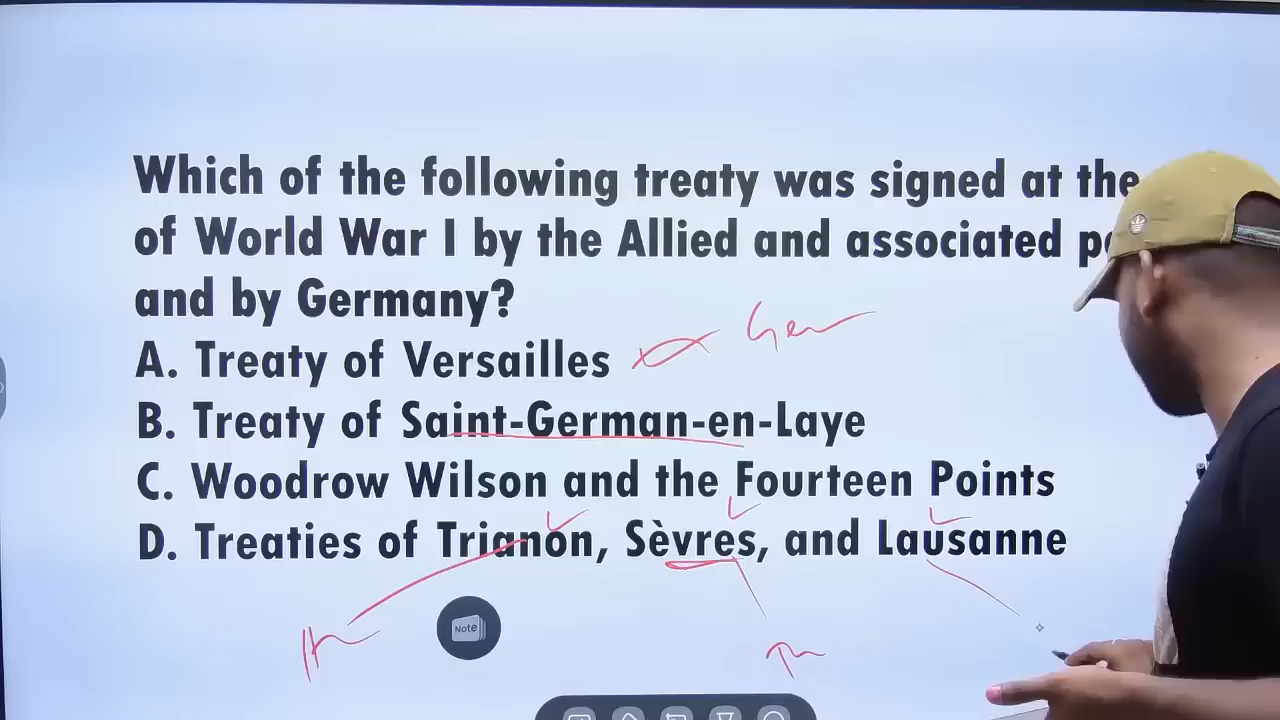 Which of the following treaty was signed at the
of World War I by the Allied and associated
and by Germany?
A. Treaty of Versailles
Ger
B. Treaty of Saint-German-en-Laye
C. Woodrow Wilson and the Fourteen Points
D. Treaties of Trianon, Sèvres, and Lausanne
Note